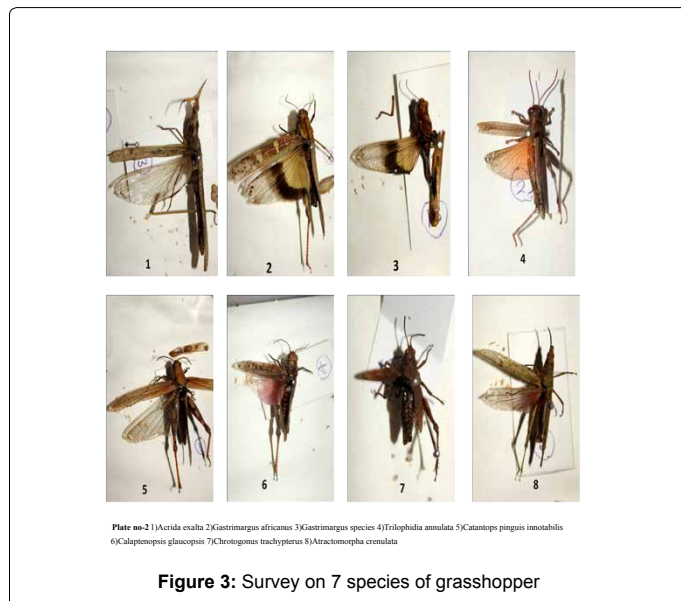 1
2
3
4
5
6
7
8
Plate no-2 1)Acrida exalta 2)Gastrimargus africanus 3)Gastrimargus species 4)Trilophidia annulata 5)Catantops pinguis innotabilis
6)Calaptenopsis glaucopsis 7)Chrotogonus trachypterus 8)Atractomorpha crenulata
Figure 3: Survey on 7 species of grasshopper